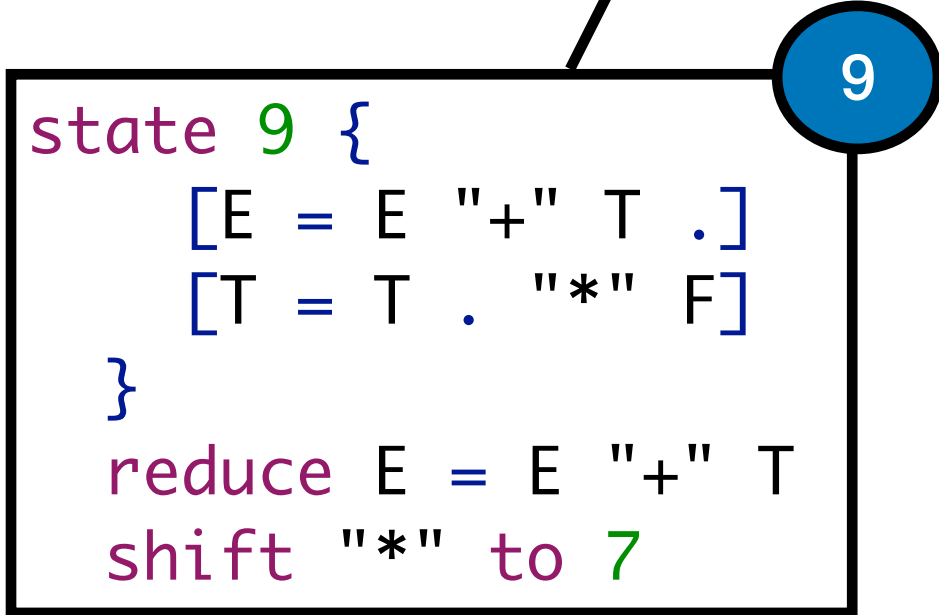 9
state 9 {
[E = E "+" T .]
[T = T . "*" F]
}
reduce E = E "+" T
shift "*" to 7